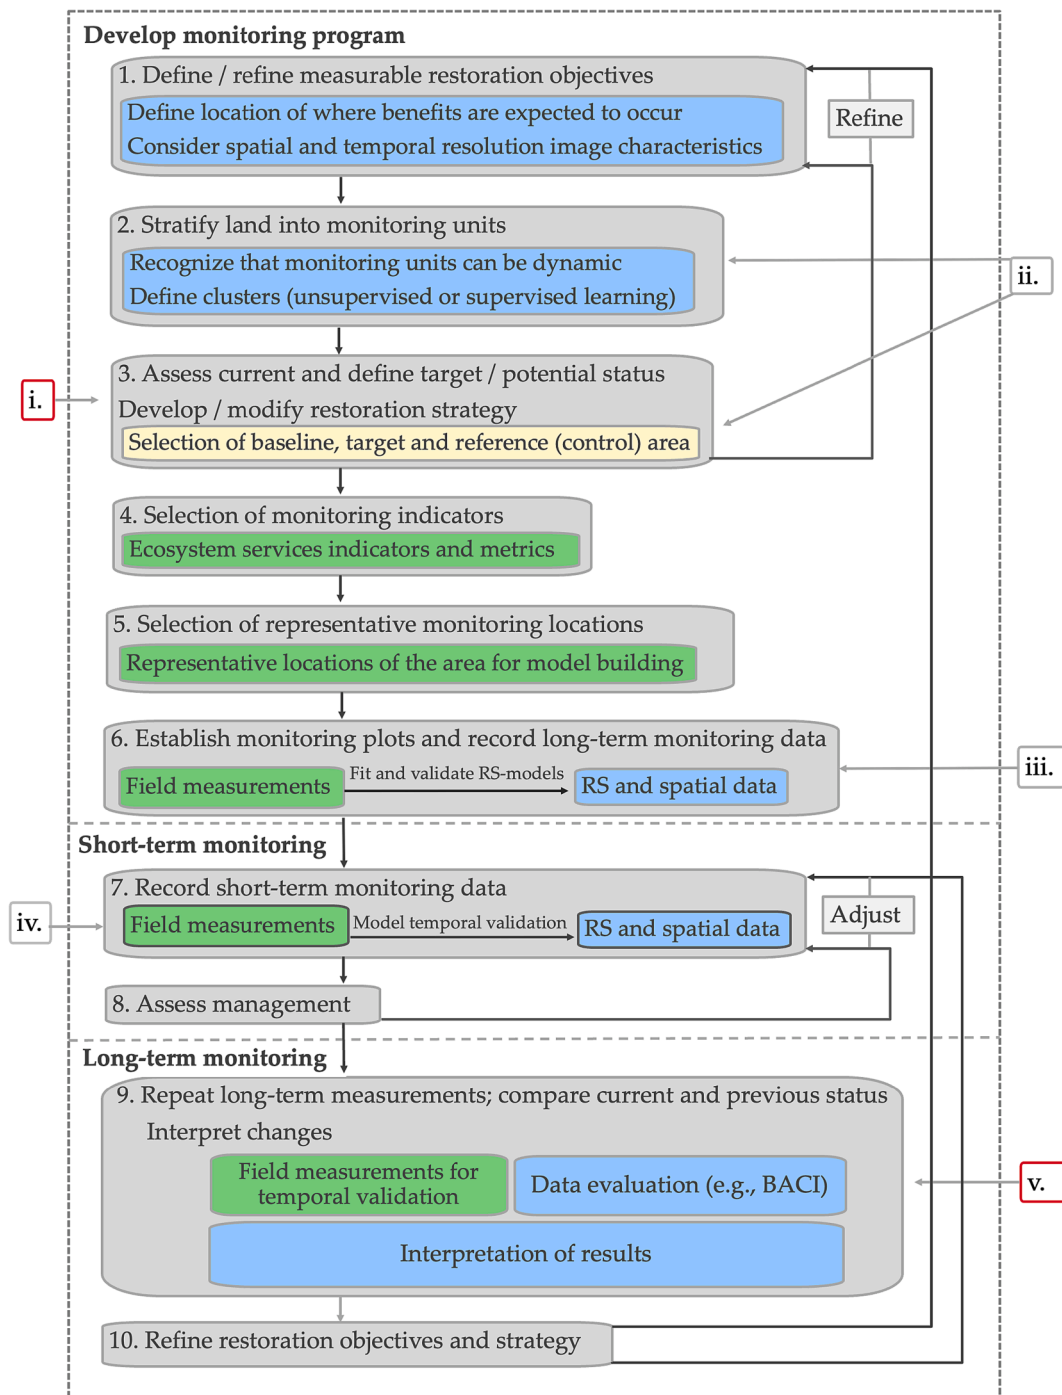 Develop monitoring program
1. Define / refine measurable restoration objectives
Define location of where benefits are expected to occur
Consider spatial and temporal resolution image characteristics
Refine
2. Stratify land into monitoring units
Recognize that monitoring units can be dynamic
Define clusters (unsupervised or supervised learning)
ii.
3. Assess current and define target / potential status
Develop / modify restoration strategy
Selection of baseline, target and reference (control) area
i.
4. Selection of monitoring indicators
Ecosystem services indicators and metrics
5. Selection of representative monitoring locations
Representative locations of the area for model building
6. Establish monitoring plots and record long-term monitoring data
Field measurements
Fit and validate RS-models
RS and spatial data
iii.
Short-term monitoring
7. Record short-term monitoring data
Field measurements
Model temporal validation
RS and spatial data
Adjust
iv.
8. Assess management
Long-term monitoring
9. Repeat long-term measurements; compare current and previous status
Interpret changes
Field measurements for
temporal validation
Data evaluation (e.g., BACI)
Interpretation of results
v.
10. Refine restoration objectives and strategy